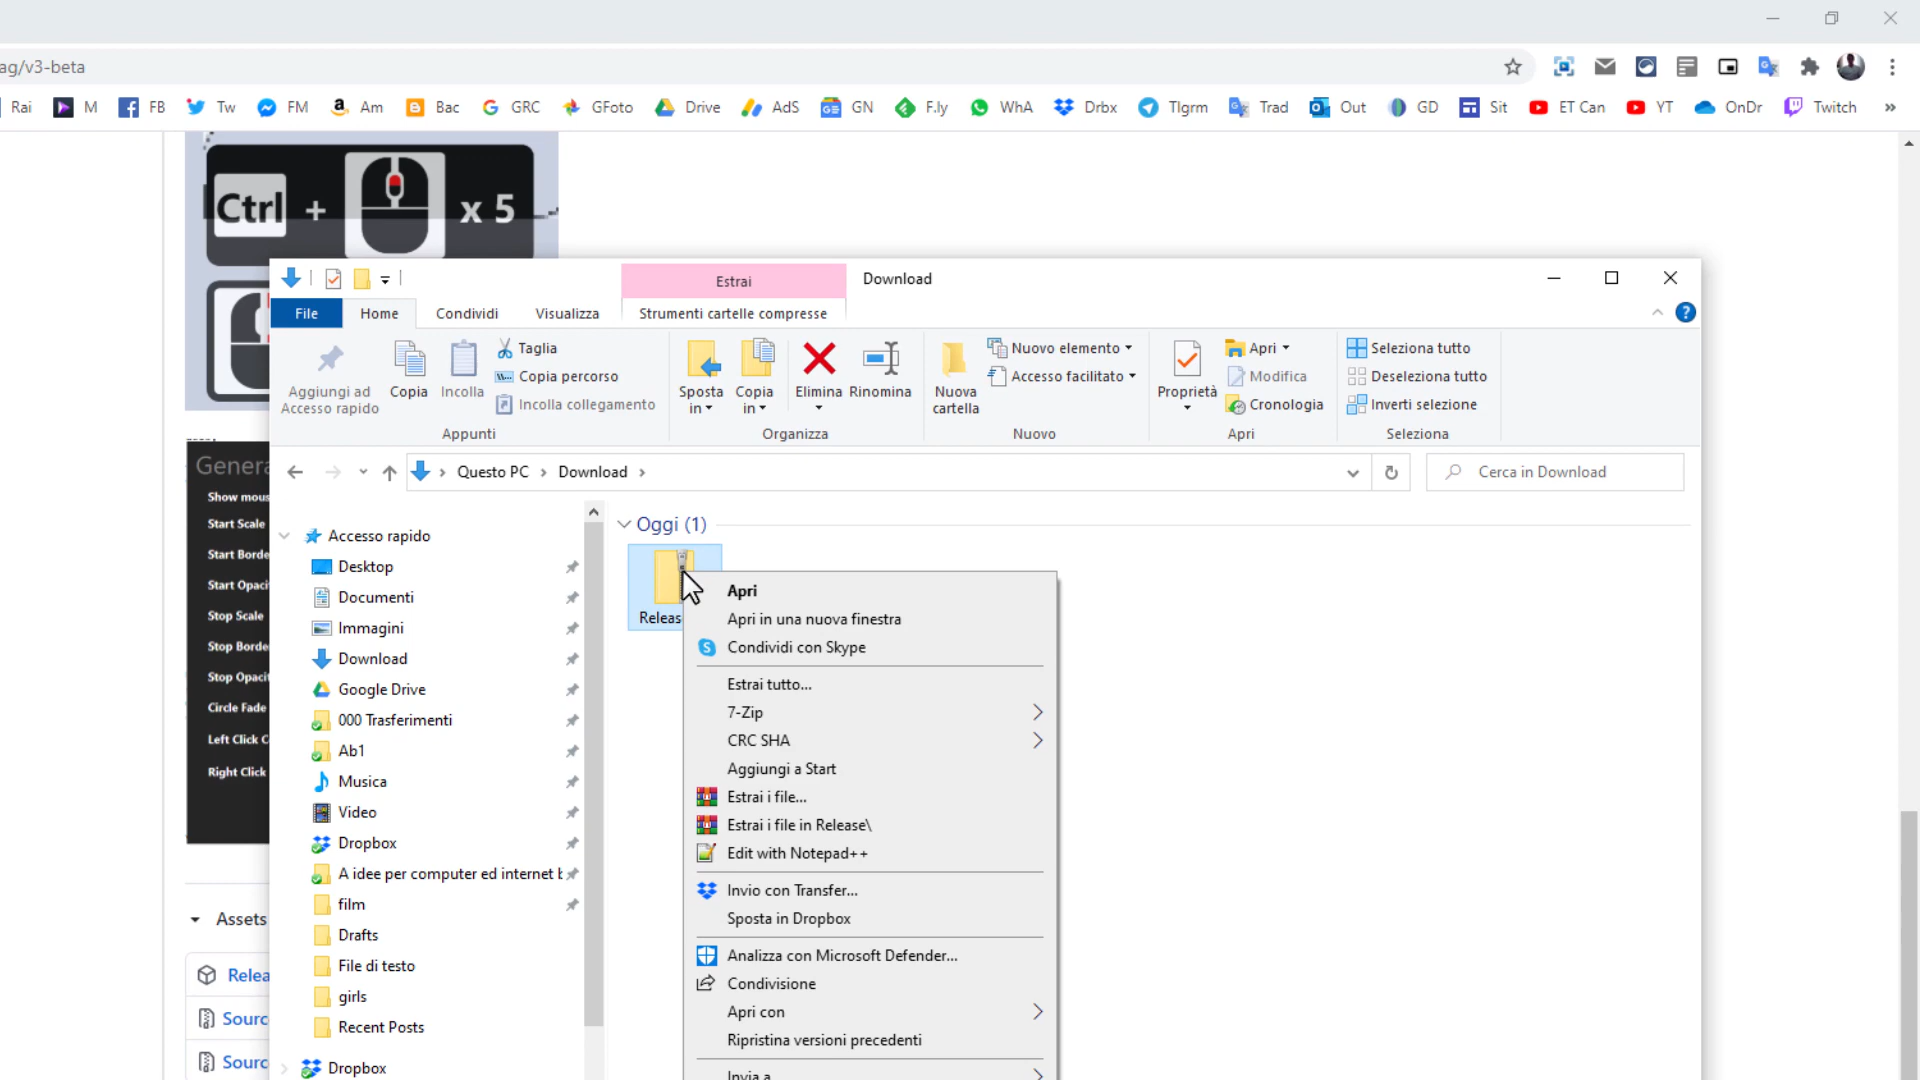 ag/v3-beta
Rai M FB Tw FM Am Bac GRC GFoto Drive AdS GN F.ly WhA Drbx Tlgrm Trad Out GD Sit ET Can YT OnDr Twitch »
Ctrl + x 5
Estrai Download
File Home Condividi Visualizza Strumenti cartelle compresse
Aggiungi ad Accesso rapido
Copia
Incolla
Taglia
Copia percorso
Incolla collegamento
Appunti
Sposta in
Copia in
Elimina
Rinomina
Organizza
Nuova cartella
Nuovo elemento
Accesso facilitato
Nuovo
Proprietà
Apri
Modifica
Cronologia
Apri
Seleziona tutto
Deseleziona tutto
Inverti selezione
Seleziona
Questo PC > Download >
Cerca in Download
Genera
Show mous
Start Scale
Start Borde
Start Opaci
Stop Scale
Stop Borde
Stop Opaci
Circle Fade
Left Click C
Right Click
Assets
Relea
Sourc
Sourc
Accesso rapido
Desktop
Documenti
Immagini
Download
Google Drive
000 Trasferimenti
Ab1
Musica
Video
Dropbox
A idee per computer ed internet b
film
Drafts
File di testo
girls
Recent Posts
Dropbox
Oggi (1)
Releas
Apri
Apri in una nuova finestra
Condividi con Skype
Estrai tutto...
7-Zip
CRC SHA
Aggiungi a Start
Estrai i file...
Estrai i file in Release\
Edit with Notepad++
Invio con Transfer...
Sposta in Dropbox
Analizza con Microsoft Defender...
Condivisione
Apri con
Ripristina versioni precedenti
Invia a